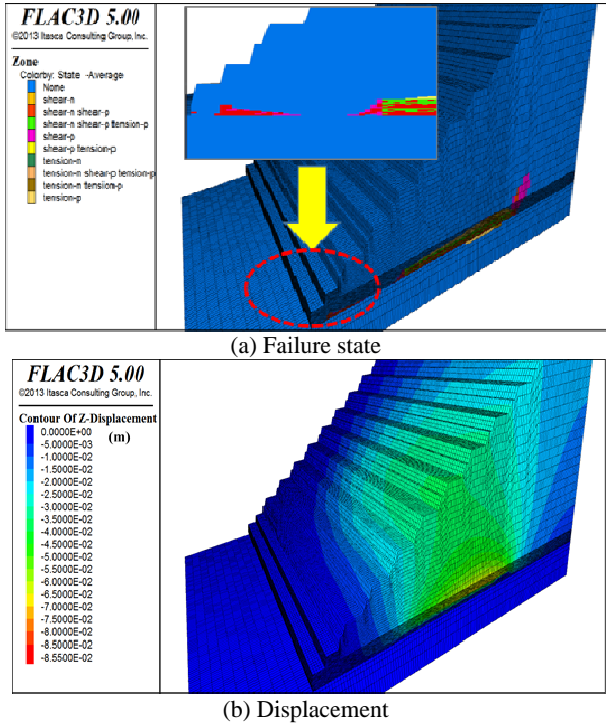 FLAC3D 5.00
©2013 Itasca Consulting Group, Inc.
Zone
Colorby: State -Average
None
shear-n
shear-n shear-p
shear-n shear-p tension-p
shear-p
shear-p tension-p
tension-n
tension-n shear-p tension-p
tension-n tension-p
tension-p
(a) Failure state
FLAC3D 5.00
©2013 Itasca Consulting Group, Inc.
Contour Of Z-Displacement
(m)
0.0000E+00
-5.0000E-03
-1.0000E-02
-1.5000E-02
-2.0000E-02
-2.5000E-02
-3.0000E-02
-3.5000E-02
-4.0000E-02
-4.5000E-02
-5.0000E-02
-5.5000E-02
-6.0000E-02
-6.5000E-02
-7.0000E-02
-7.5000E-02
-8.0000E-02
-8.5000E-02
-8.5500E-02
(b) Displacement